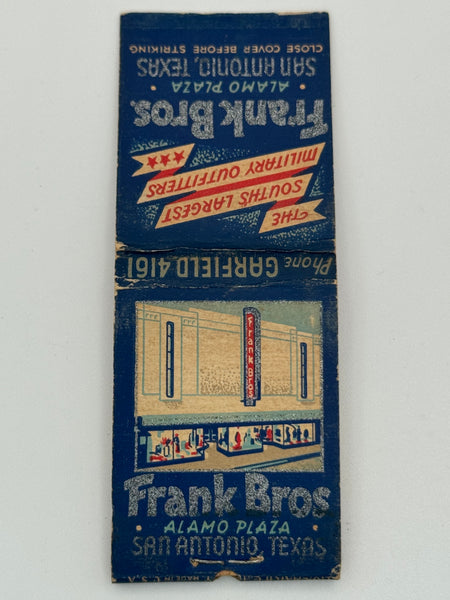 CLOSE COVER BEFORE STRIKING
SAN ANTONIO, TEXAS
• ALAMO PLAZA •
Frank Bros.
THE
SOUTH'S LARGEST
MILITARY OUTFITTERS
Phone GARFIELD 4161
Frank Bros
Frank Bros
• ALAMO PLAZA •
SAN ANTONIO, TEXAS